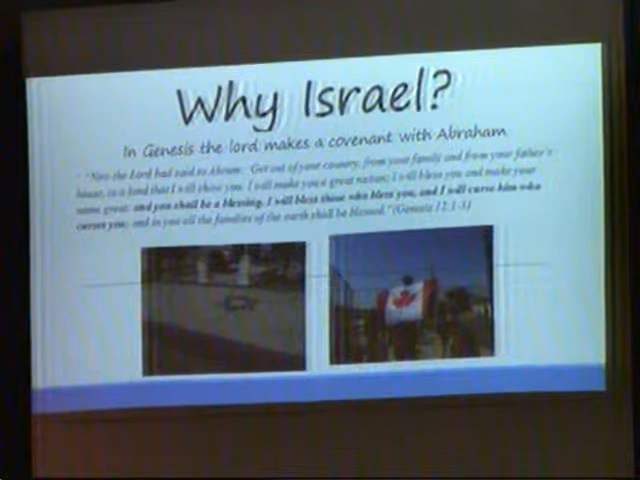 Why Israel?
In Genesis the lord makes a covenant with Abraham
"Now the Lord had said to Abram: Get out of your country, from your family and from your father's
house, to a land that I will show you. I will make you a great nation; I will bless you and make your
name great; and you shall be a blessing. I will bless those who bless you, and I will curse him who
curses you; and in you all the families of the earth shall be blessed." (Genesis 12:1-3)